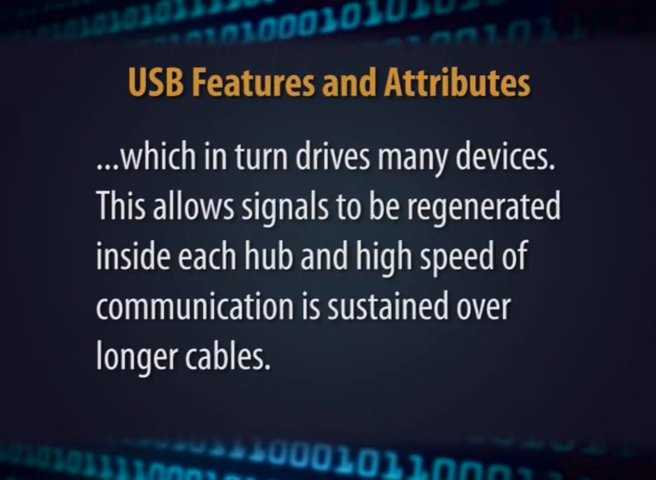 USB Features and Attributes
...which in turn drives many devices.
This allows signals to be regenerated
inside each hub and high speed of
communication is sustained over
longer cables.